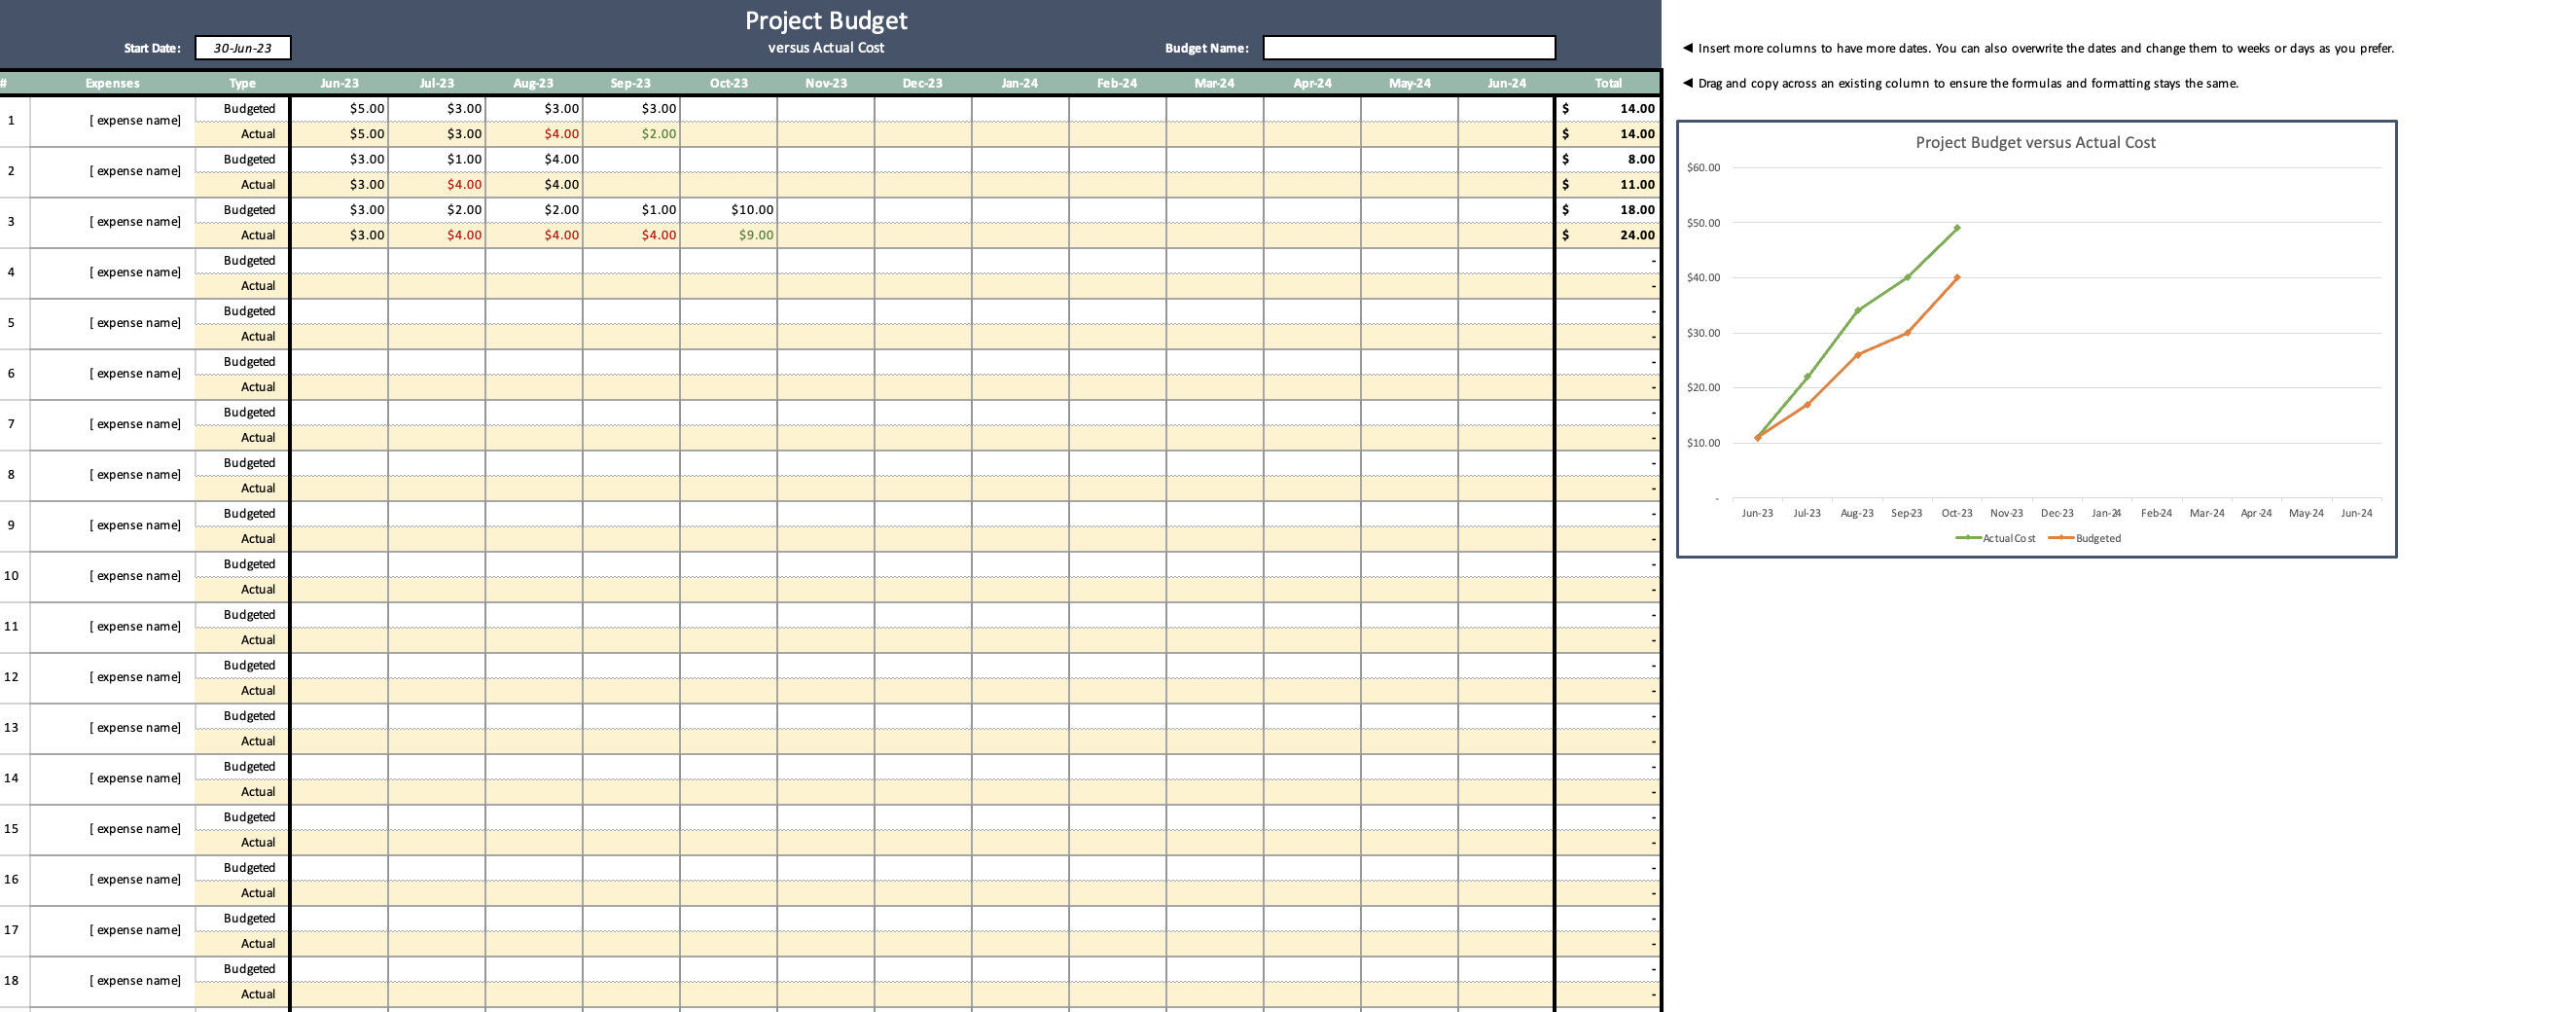 Project Budget
Start Date: 30-Jun-23 versus Actual Cost Budget Name:
◄ Insert more columns to have more dates. You can also overwrite the dates and change them to weeks or days as you prefer.
# Expenses Type Jun-23 Jul-23 Aug-23 Sep-23 Oct-23 Nov-23 Dec-23 Jan-24 Feb-24 Mar-24 Apr-24 May-24 Jun-24 Total
◄ Drag and copy across an existing column to ensure the formulas and formatting stays the same.
1 [ expense name] Budgeted $5.00 $3.00 $3.00 $3.00 $ 14.00
Actual $5.00 $3.00 $4.00 $2.00 $ 14.00
2 [ expense name] Budgeted $3.00 $1.00 $4.00 $ 8.00
Actual $3.00 $4.00 $4.00 $ 11.00
3 [ expense name] Budgeted $3.00 $2.00 $2.00 $1.00 $10.00 $ 18.00
Actual $3.00 $4.00 $4.00 $4.00 $9.00 $ 24.00
4 [ expense name] Budgeted -
Actual -
5 [ expense name] Budgeted -
Actual -
6 [ expense name] Budgeted -
Actual -
7 [ expense name] Budgeted -
Actual -
8 [ expense name] Budgeted -
Actual -
9 [ expense name] Budgeted -
Actual -
10 [ expense name] Budgeted -
Actual -
11 [ expense name] Budgeted -
Actual -
12 [ expense name] Budgeted -
Actual -
13 [ expense name] Budgeted -
Actual -
14 [ expense name] Budgeted -
Actual -
15 [ expense name] Budgeted -
Actual -
16 [ expense name] Budgeted -
Actual -
17 [ expense name] Budgeted -
Actual -
18 [ expense name] Budgeted -
Actual -
Project Budget versus Actual Cost
$60.00
$50.00
$40.00
$30.00
$20.00
$10.00
-
Jun-23 Jul-23 Aug-23 Sep-23 Oct-23 Nov-23 Dec-23 Jan-24 Feb-24 Mar-24 Apr-24 May-24 Jun-24
Actual Cost Budgeted